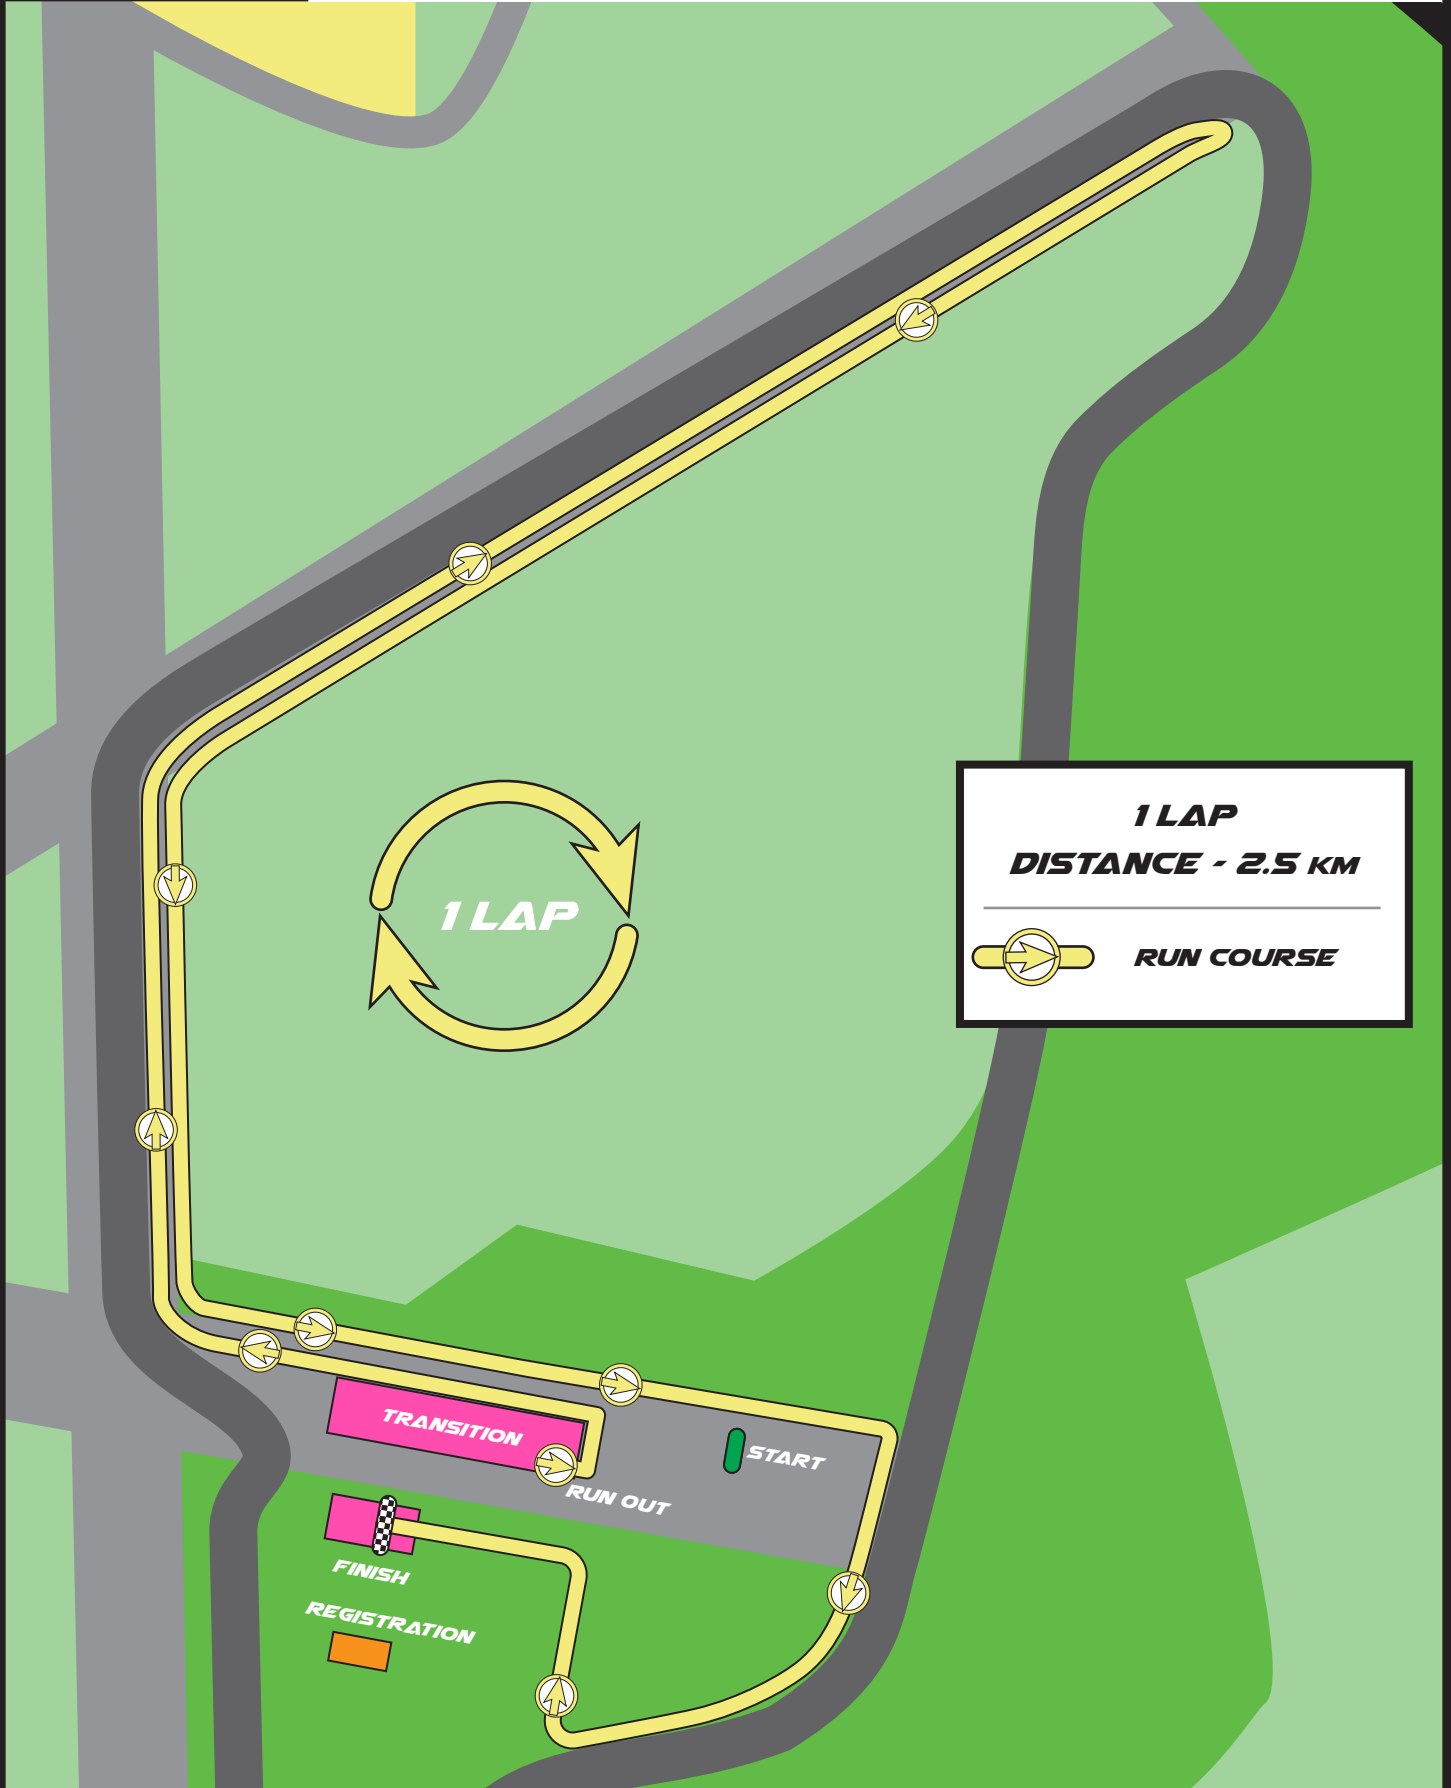 1 LAP
DISTANCE - 2.5 KM
1 LAP
RUN COURSE
TRANSITION
START
RUN OUT
FINISH
REGISTRATION